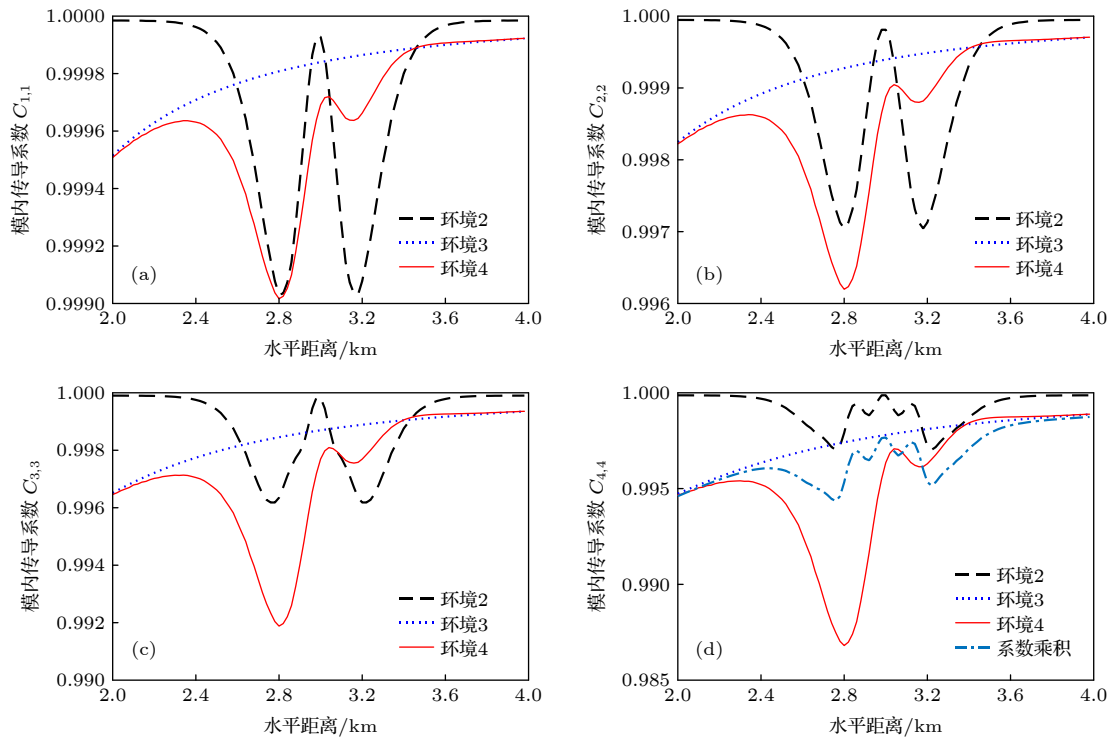 1.0000
0.9998
0.9996
0.9994
0.9992
0.9990
模内传导系数 C1,1
环境2
环境3
环境4
(a)
2.0 2.4 2.8 3.2 3.6 4.0
水平距离/km
1.000
0.999
0.998
0.997
0.996
模内传导系数 C2,2
环境2
环境3
环境4
(b)
2.0 2.4 2.8 3.2 3.6 4.0
水平距离/km
1.000
0.998
0.996
0.994
0.992
0.990
模内传导系数 C3,3
环境2
环境3
环境4
(c)
2.0 2.4 2.8 3.2 3.6 4.0
水平距离/km
1.000
0.995
0.990
0.985
模内传导系数 C4,4
环境2
环境3
环境4
系数乘积
(d)
2.0 2.4 2.8 3.2 3.6 4.0
水平距离/km